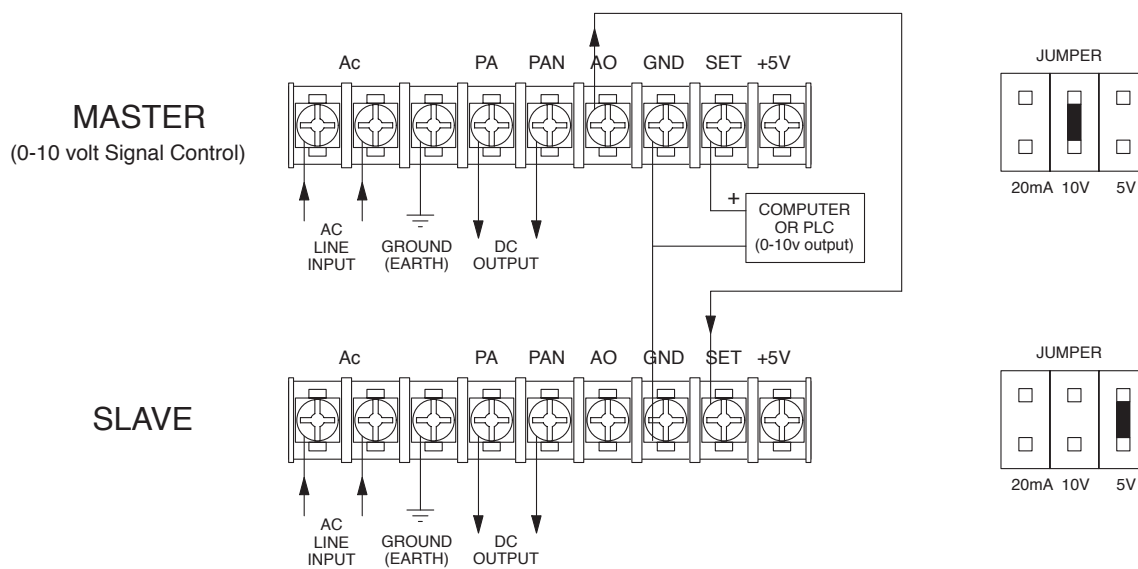 Ac PA PAN AO GND SET +5V
JUMPER
MASTER
(0-10 volt Signal Control)
20mA 10V 5V
+
COMPUTER
OR PLC
(0-10v output)
AC
LINE
INPUT
GROUND
(EARTH)
DC
OUTPUT
Ac PA PAN AO GND SET +5V
JUMPER
SLAVE
20mA 10V 5V
AC
LINE
INPUT
GROUND
(EARTH)
DC
OUTPUT